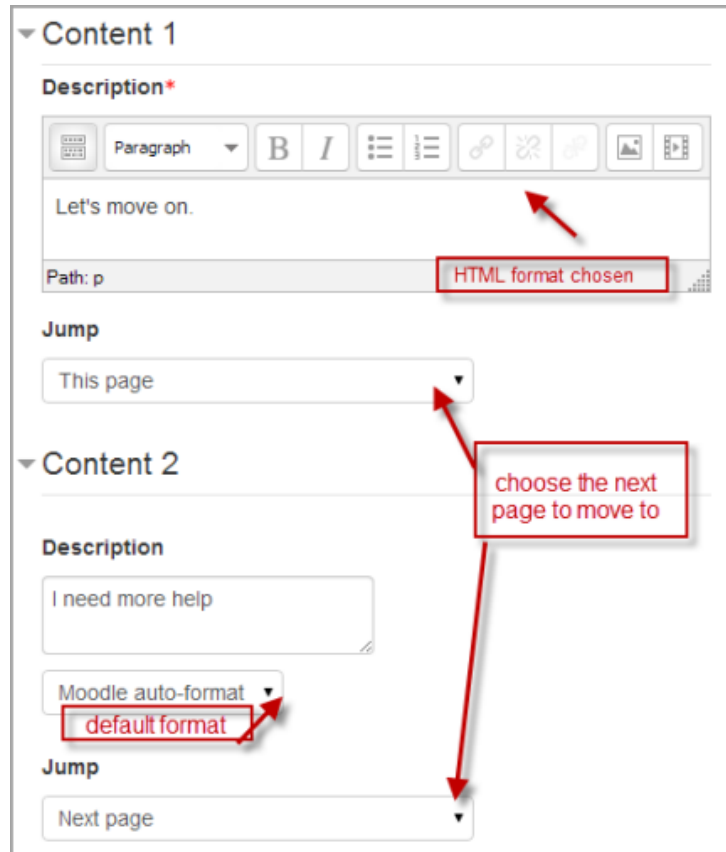 Content 1
Description*
Paragraph B I
Let's move on.
Path: p
HTML format chosen
Jump
This page
Content 2
choose the next
page to move to
Description
I need more help
Moodle auto-format
default format
Jump
Next page